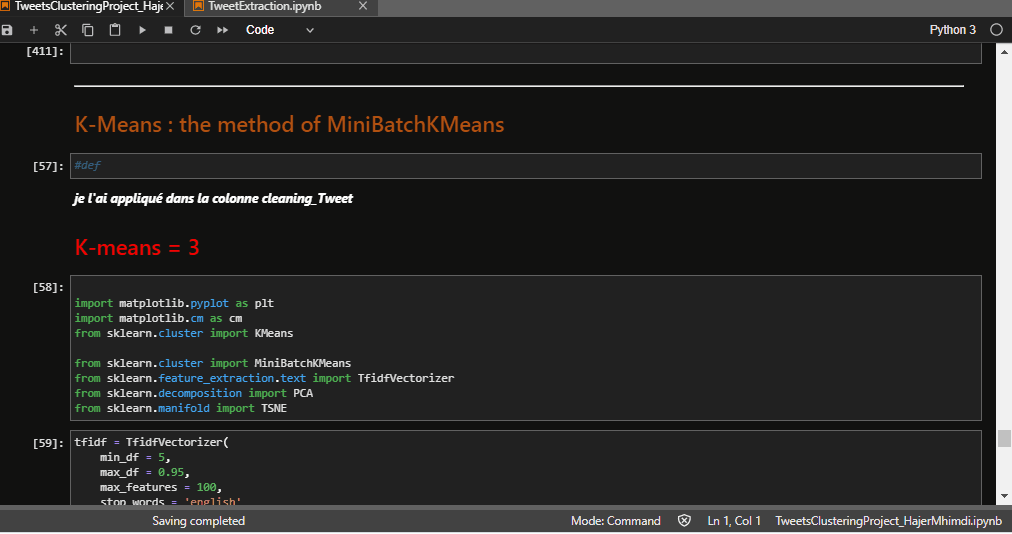 TweetsClusteringProject_Hajer
TweetExtraction.ipynb
Code
Python 3
[411]:
K-Means : the method of MiniBatchKMeans
[57]:
#def
je l'ai appliqué dans la colonne cleaning_Tweet
K-means = 3
[58]:
import matplotlib.pyplot as plt
import matplotlib.cm as cm
from sklearn.cluster import KMeans
from sklearn.cluster import MiniBatchKMeans
from sklearn.feature_extraction.text import TfidfVectorizer
from sklearn.decomposition import PCA
from sklearn.manifold import TSNE
[59]:
tfidf = TfidfVectorizer(
min_df = 5,
max_df = 0.95,
max_features = 100,
stop_words = 'english'
Saving completed
Mode: Command
Ln 1, Col 1
TweetsClusteringProject_HajerMhimdi.ipynb